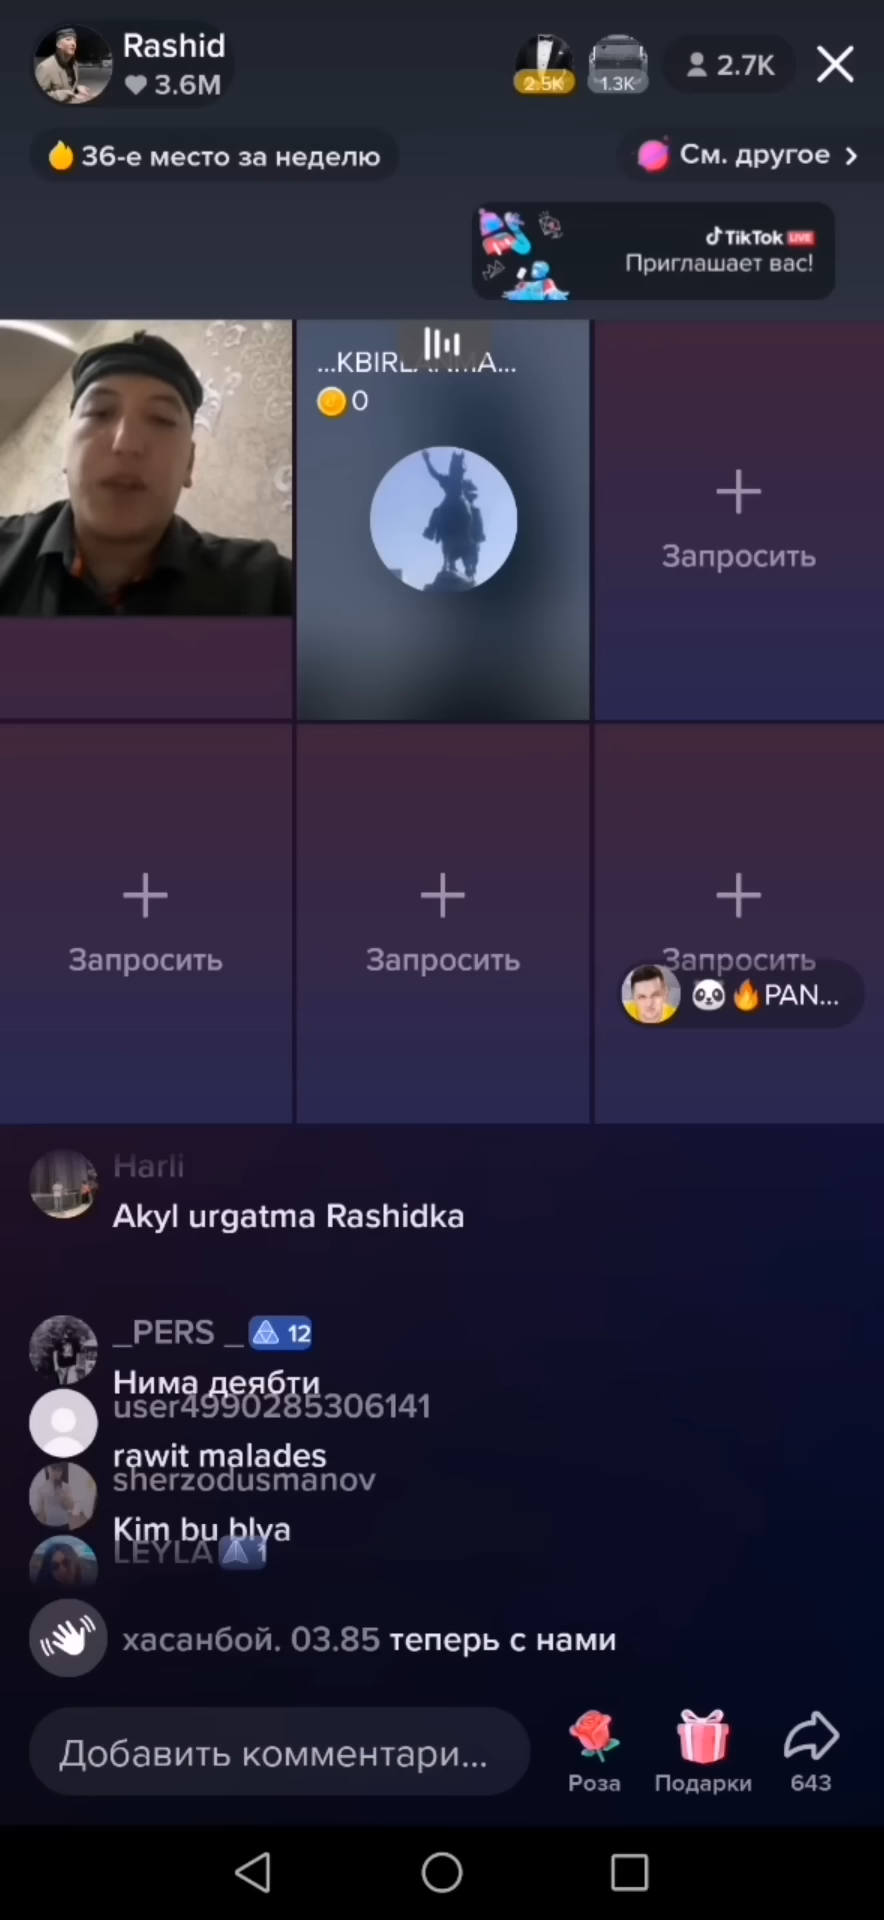 Rashid
3.6M
2.5K
1.3K
2.7K
36-е место за неделю
См. другое
TikTok LIVE
Приглашает вас!
0
Запросить
Запросить
Запросить
Запросить
PAN...
Harli
Akyl urgatma Rashidka
_PERS _ 12
Нима деябти
user4990285306141
rawit malades
sherzodusmanov
Kim bu blya
LEYLA
хасанбой. 03.85 теперь с нами
Добавить комментари...
Роза
Подарки
643